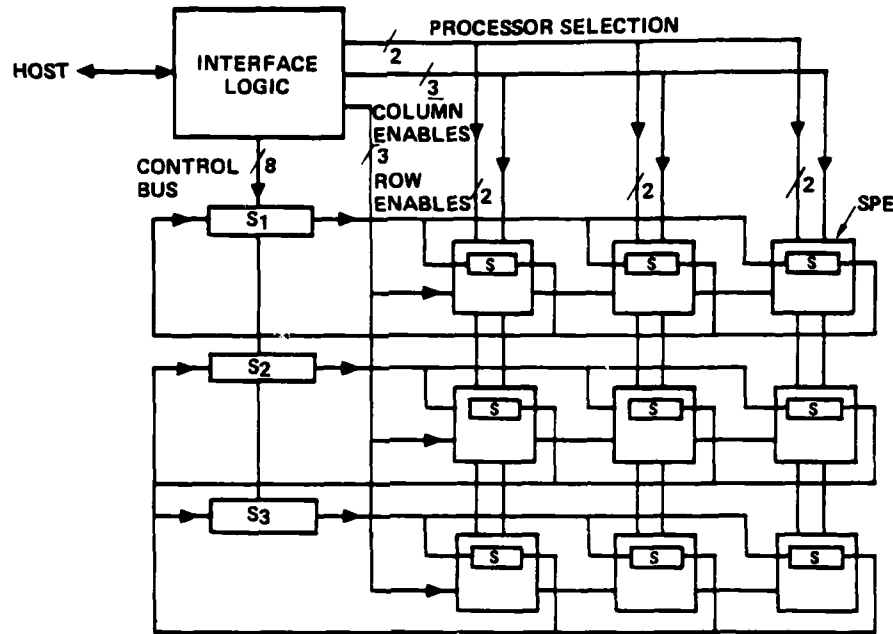 PROCESSOR SELECTION
2
HOST
INTERFACE
LOGIC
3
COLUMN
ENABLES
CONTROL
BUS
8
3
ROW
ENABLES
2
2
2
SPE
S1
S
S
S
S2
S
S
S
S3
S
S
S